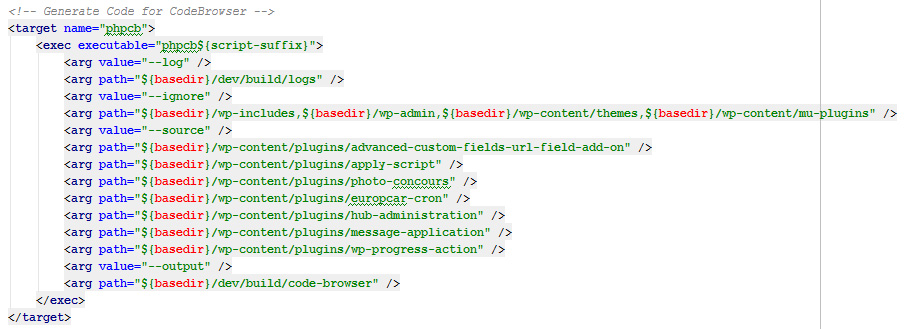 <!-- Generate Code for CodeBrowser -->
<target name="phpcb">
<exec executable="phpcb${script-suffix}">
<arg value="--log" />
<arg path="${basedir}/dev/build/logs" />
<arg value="--ignore" />
<arg path="${basedir}/wp-includes,${basedir}/wp-admin,${basedir}/wp-content/themes,${basedir}/wp-content/mu-plugins" />
<arg value="--source" />
<arg path="${basedir}/wp-content/plugins/advanced-custom-fields-url-field-add-on" />
<arg path="${basedir}/wp-content/plugins/apply-script" />
<arg path="${basedir}/wp-content/plugins/photo-concours" />
<arg path="${basedir}/wp-content/plugins/europcar-cron" />
<arg path="${basedir}/wp-content/plugins/hub-administration" />
<arg path="${basedir}/wp-content/plugins/message-application" />
<arg path="${basedir}/wp-content/plugins/wp-progress-action" />
<arg value="--output" />
<arg path="${basedir}/dev/build/code-browser" />
</exec>
</target>